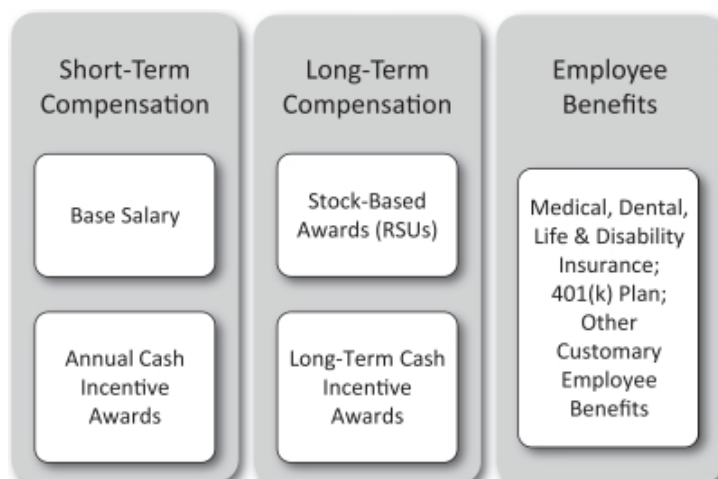 Short-Term
Compensation
Base Salary
Annual Cash
Incentive
Awards
Long-Term
Compensation
Stock-Based
Awards (RSUs)
Long-Term Cash
Incentive
Awards
Employee
Benefits
Medical, Dental,
Life & Disability
Insurance;
401(k) Plan;
Other
Customary
Employee
Benefits